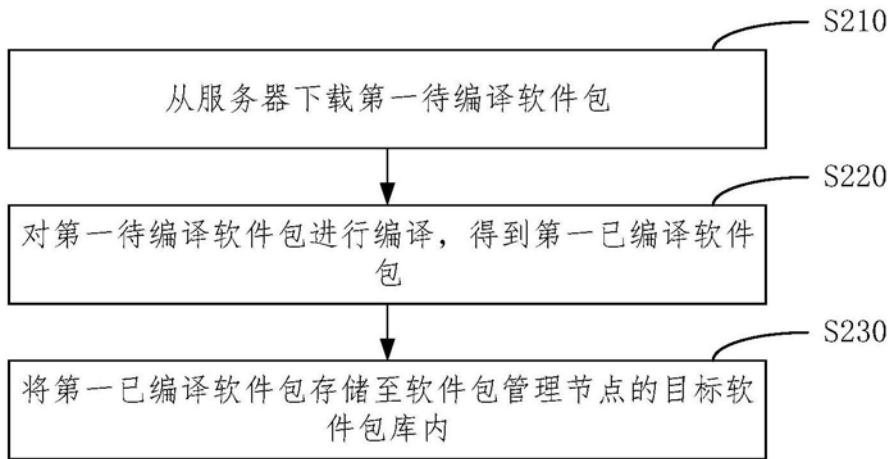 S210
从服务器下载第一待编译软件包
S220
对第一待编译软件包进行编译，得到第一已编译软件
包
S230
将第一已编译软件包存储至软件包管理节点的目标软
件包库内